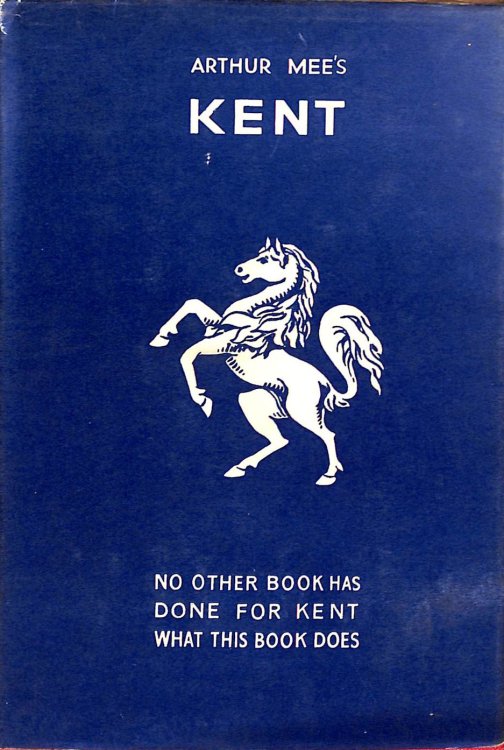 ARTHUR MEE'S
KENT
NO OTHER BOOK HAS
DONE FOR KENT
WHAT THIS BOOK DOES